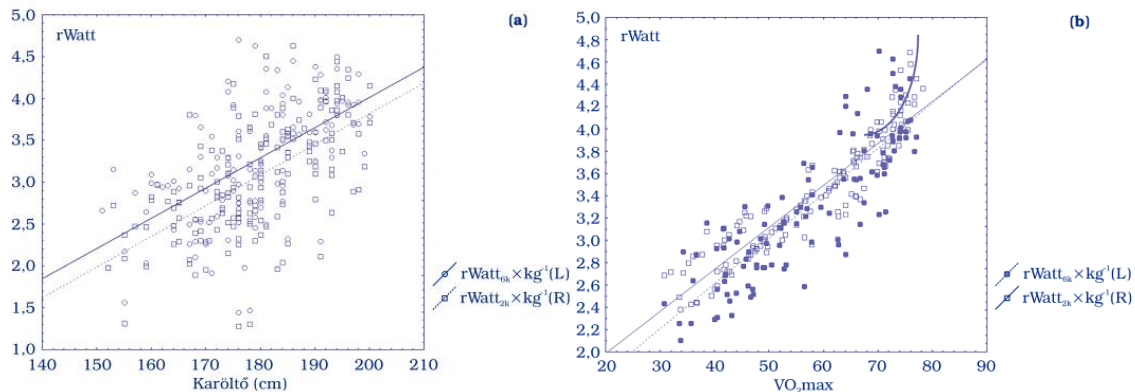 (a)
rWatt
5.0
4.5
4.0
3.5
3.0
2.5
2.0
1.5
1.0
140 150 160 170 180 190 200 210
Karöltő (cm)
rWatt₆ₖ×kg⁻¹(L)
rWatt₂ₖ×kg⁻¹(R)
(b)
rWatt
5,0
4,8
4,6
4,4
4,2
4,0
3,8
3,6
3,4
3,2
3,0
2,8
2,6
2,4
2,2
2,0
20 30 40 50 60 70 80 90
VO₂max
rWatt₆ₖ×kg⁻¹(L)
rWatt₂ₖ×kg⁻¹(R)